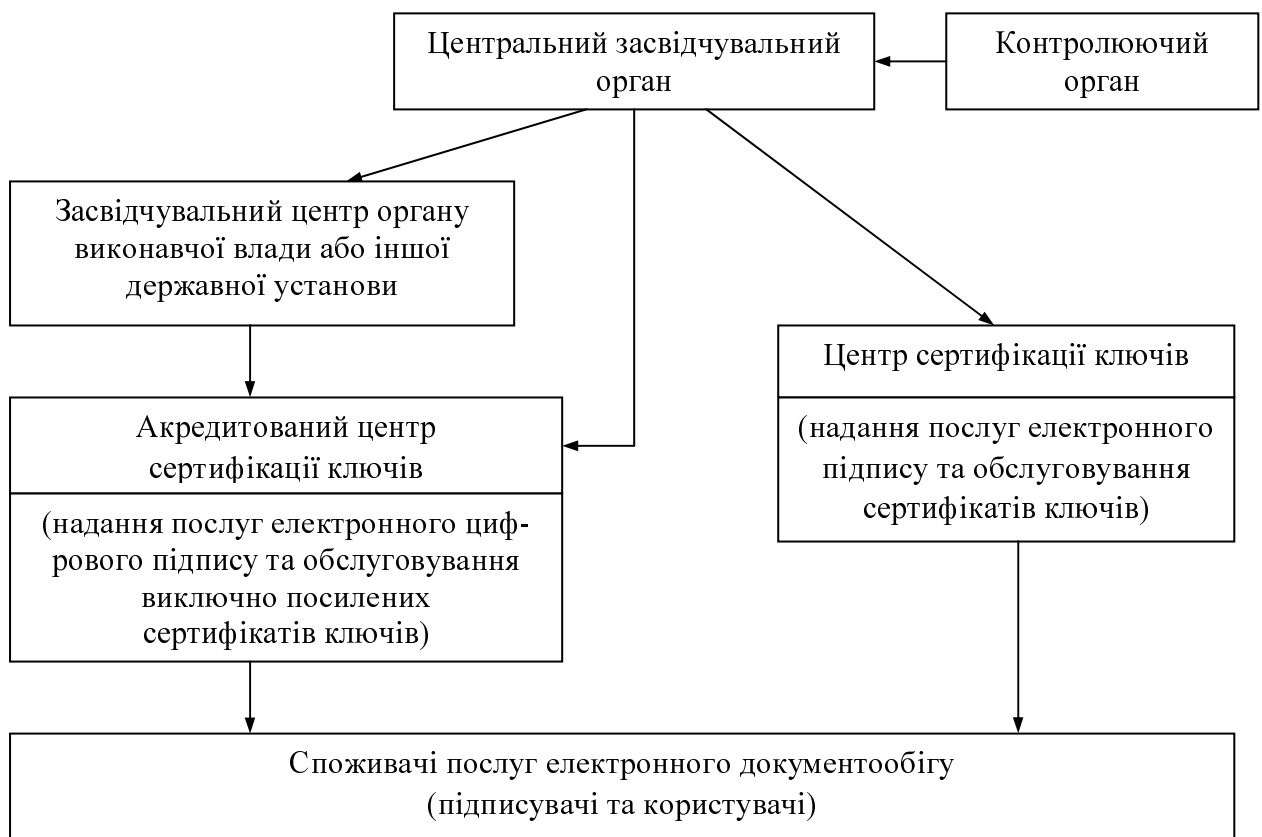 Центральний засвідчувальний
орган
Контролюючий
орган
Засвідчувальний центр органу
виконавчої влади або іншої
державної установи
Центр сертифікації ключів
(надання послуг електронного
підпису та обслуговування
сертифікатів ключів)
Акредитований центр
сертифікації ключів
(надання послуг електронного циф-
рового підпису та обслуговування
виключно посилених
сертифікатів ключів)
Споживачі послуг електронного документообігу
(підписувачі та користувачі)